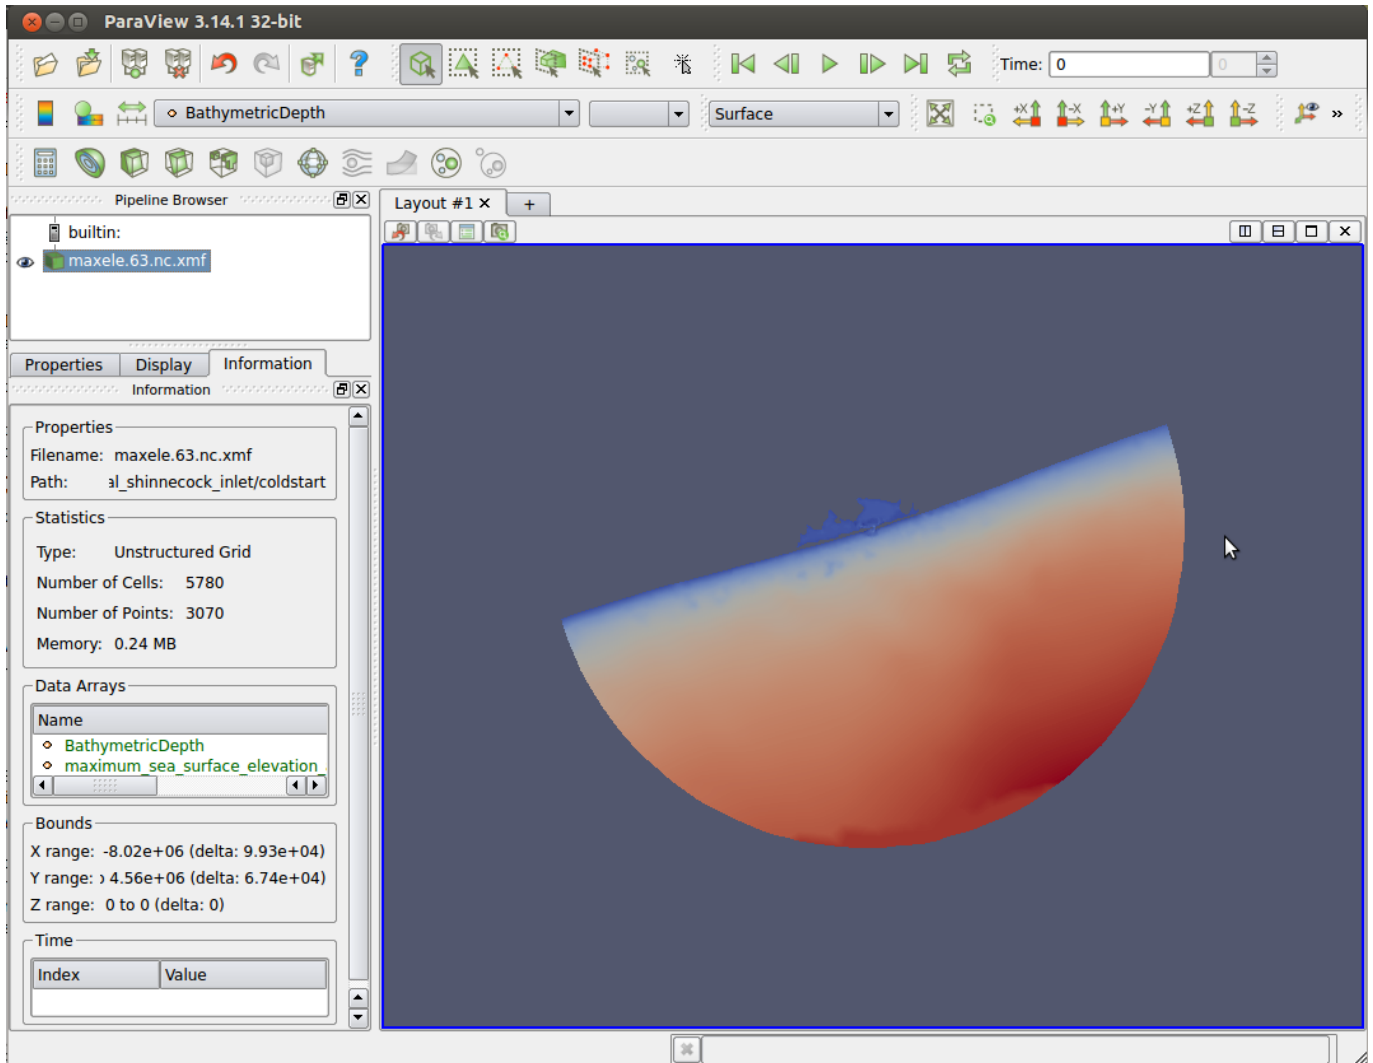 ParaView 3.14.1 32-bit
Time: 0 0
BathymetricDepth Surface
+X -X +Y -Y +Z -Z »
Pipeline Browser
Layout #1 +
builtin:
maxele.63.nc.xmf
Properties Display Information
Information
Properties
Filename: maxele.63.nc.xmf
Path: al_shinnecock_inlet/coldstart
Statistics
Type: Unstructured Grid
Number of Cells: 5780
Number of Points: 3070
Memory: 0.24 MB
Data Arrays
Name
BathymetricDepth
maximum_sea_surface_elevation_
Bounds
X range: -8.02e+06 (delta: 9.93e+04)
Y range: 4.56e+06 (delta: 6.74e+04)
Z range: 0 to 0 (delta: 0)
Time
Index Value